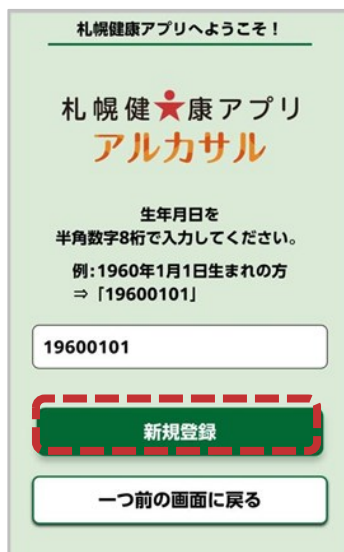 札幌健康アプリへようこそ！
札幌健★康アプリ
アルカサル
生年月日を
半角数字8桁で入力してください。
例:1960年1月1日生まれの方
⇒「19600101」
19600101
新規登録
一つ前の画面に戻る